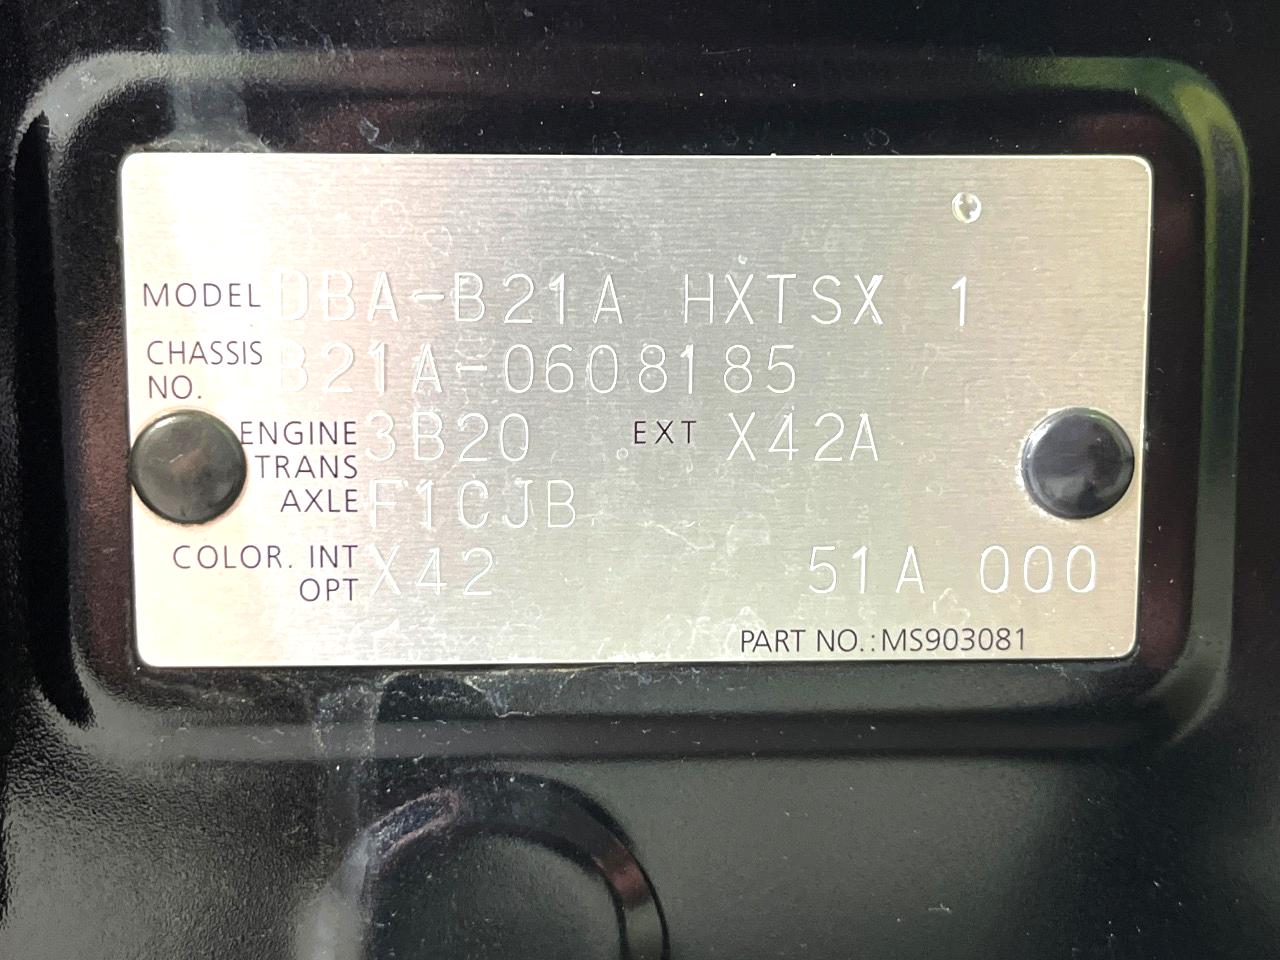 MODEL DBA-B21A HXTSX 1
CHASSIS NO. B21A-0608185
ENGINE 3B20 EXT X42A
TRANS AXLE F1CJB
COLOR. INT OPT X42 51A 000
PART NO.:MS903081